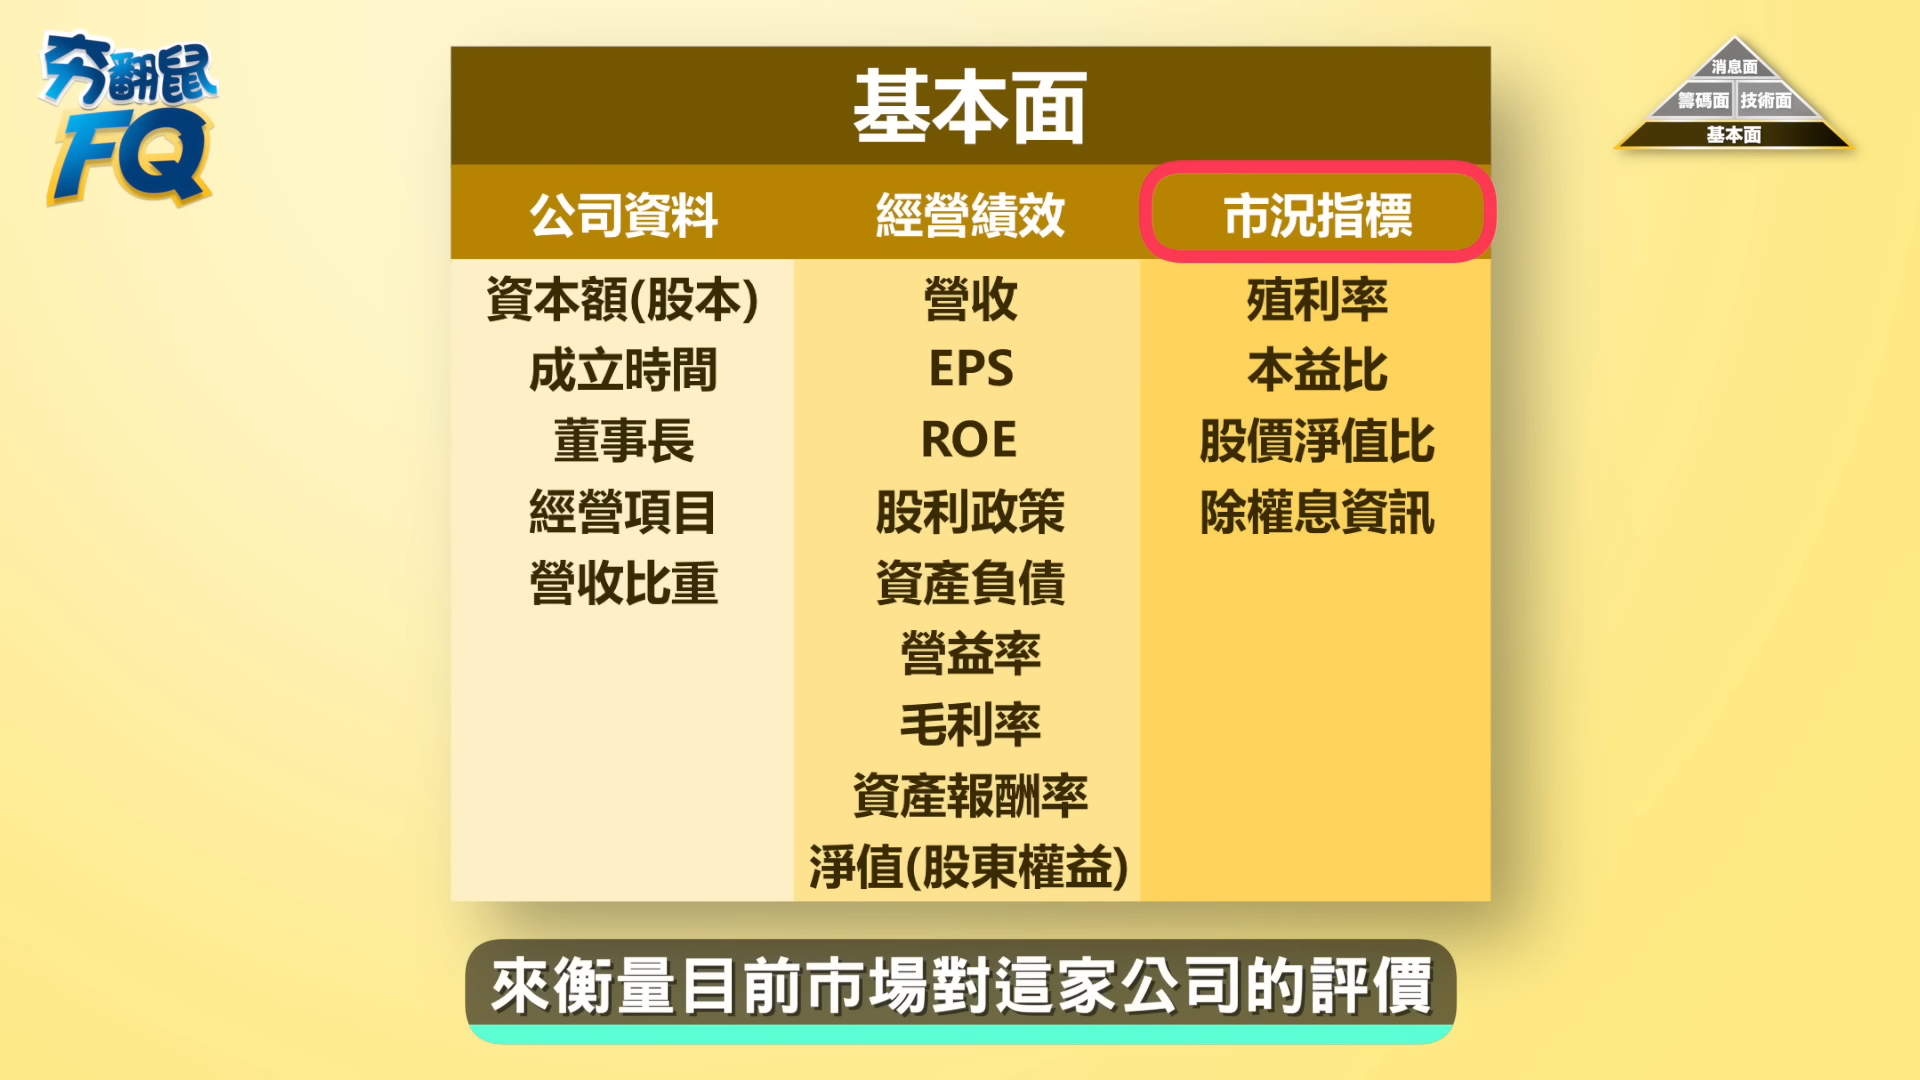 夯翻鼠
FQ
消息面
籌碼面 技術面
基本面
基本面
公司資料 經營績效 市況指標
資本額(股本) 營收 殖利率
成立時間 EPS 本益比
董事長 ROE 股價淨值比
經營項目 股利政策 除權息資訊
營收比重 資產負債
營益率
毛利率
資產報酬率
淨值(股東權益)
來衡量目前市場對這家公司的評價